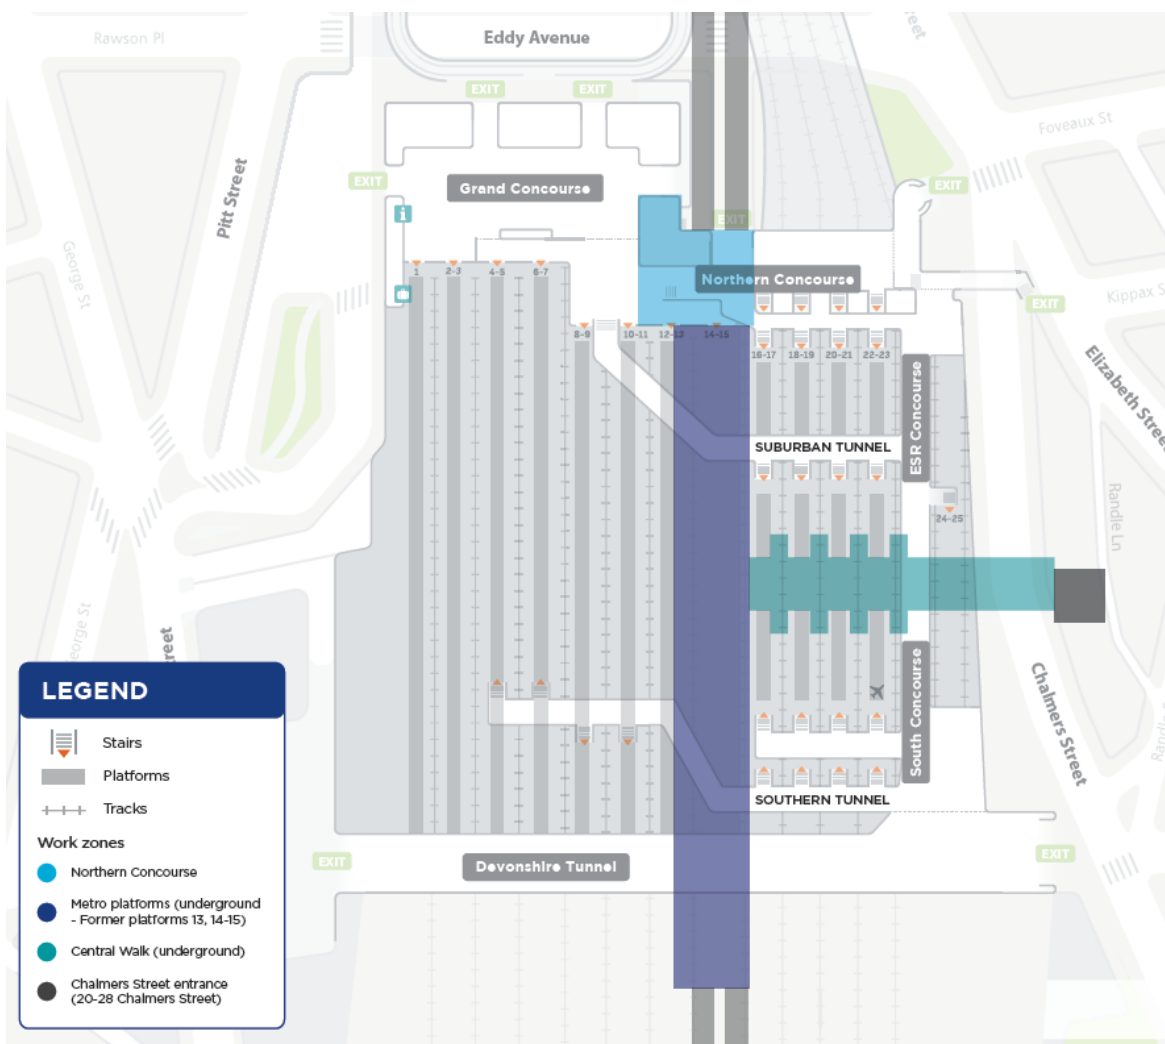 Rawson Pl
Eddy Avenue
EXIT
EXIT
Foveaux St
Pitt Street
EXIT
Grand Concourse
EXIT
i
EXIT
George St
Northern Concourse
Kippax S
EXIT
1
2-3
4-5
6-7
8-9
10-11
12-13
14-15
16-17
18-19
20-21
22-23
Elizabeth Street
ESR Concourse
SUBURBAN TUNNEL
Randle Ln
24-25
George St
treet
South Concourse
Chalmers Street
SOUTHERN TUNNEL
EXIT
Devonshire Tunnel
EXIT
LEGEND
Stairs
Platforms
Tracks
Work zones
Northern Concourse
Metro platforms (underground
- Former platforms 13, 14-15)
Central Walk (underground)
Chalmers Street entrance
(20-28 Chalmers Street)